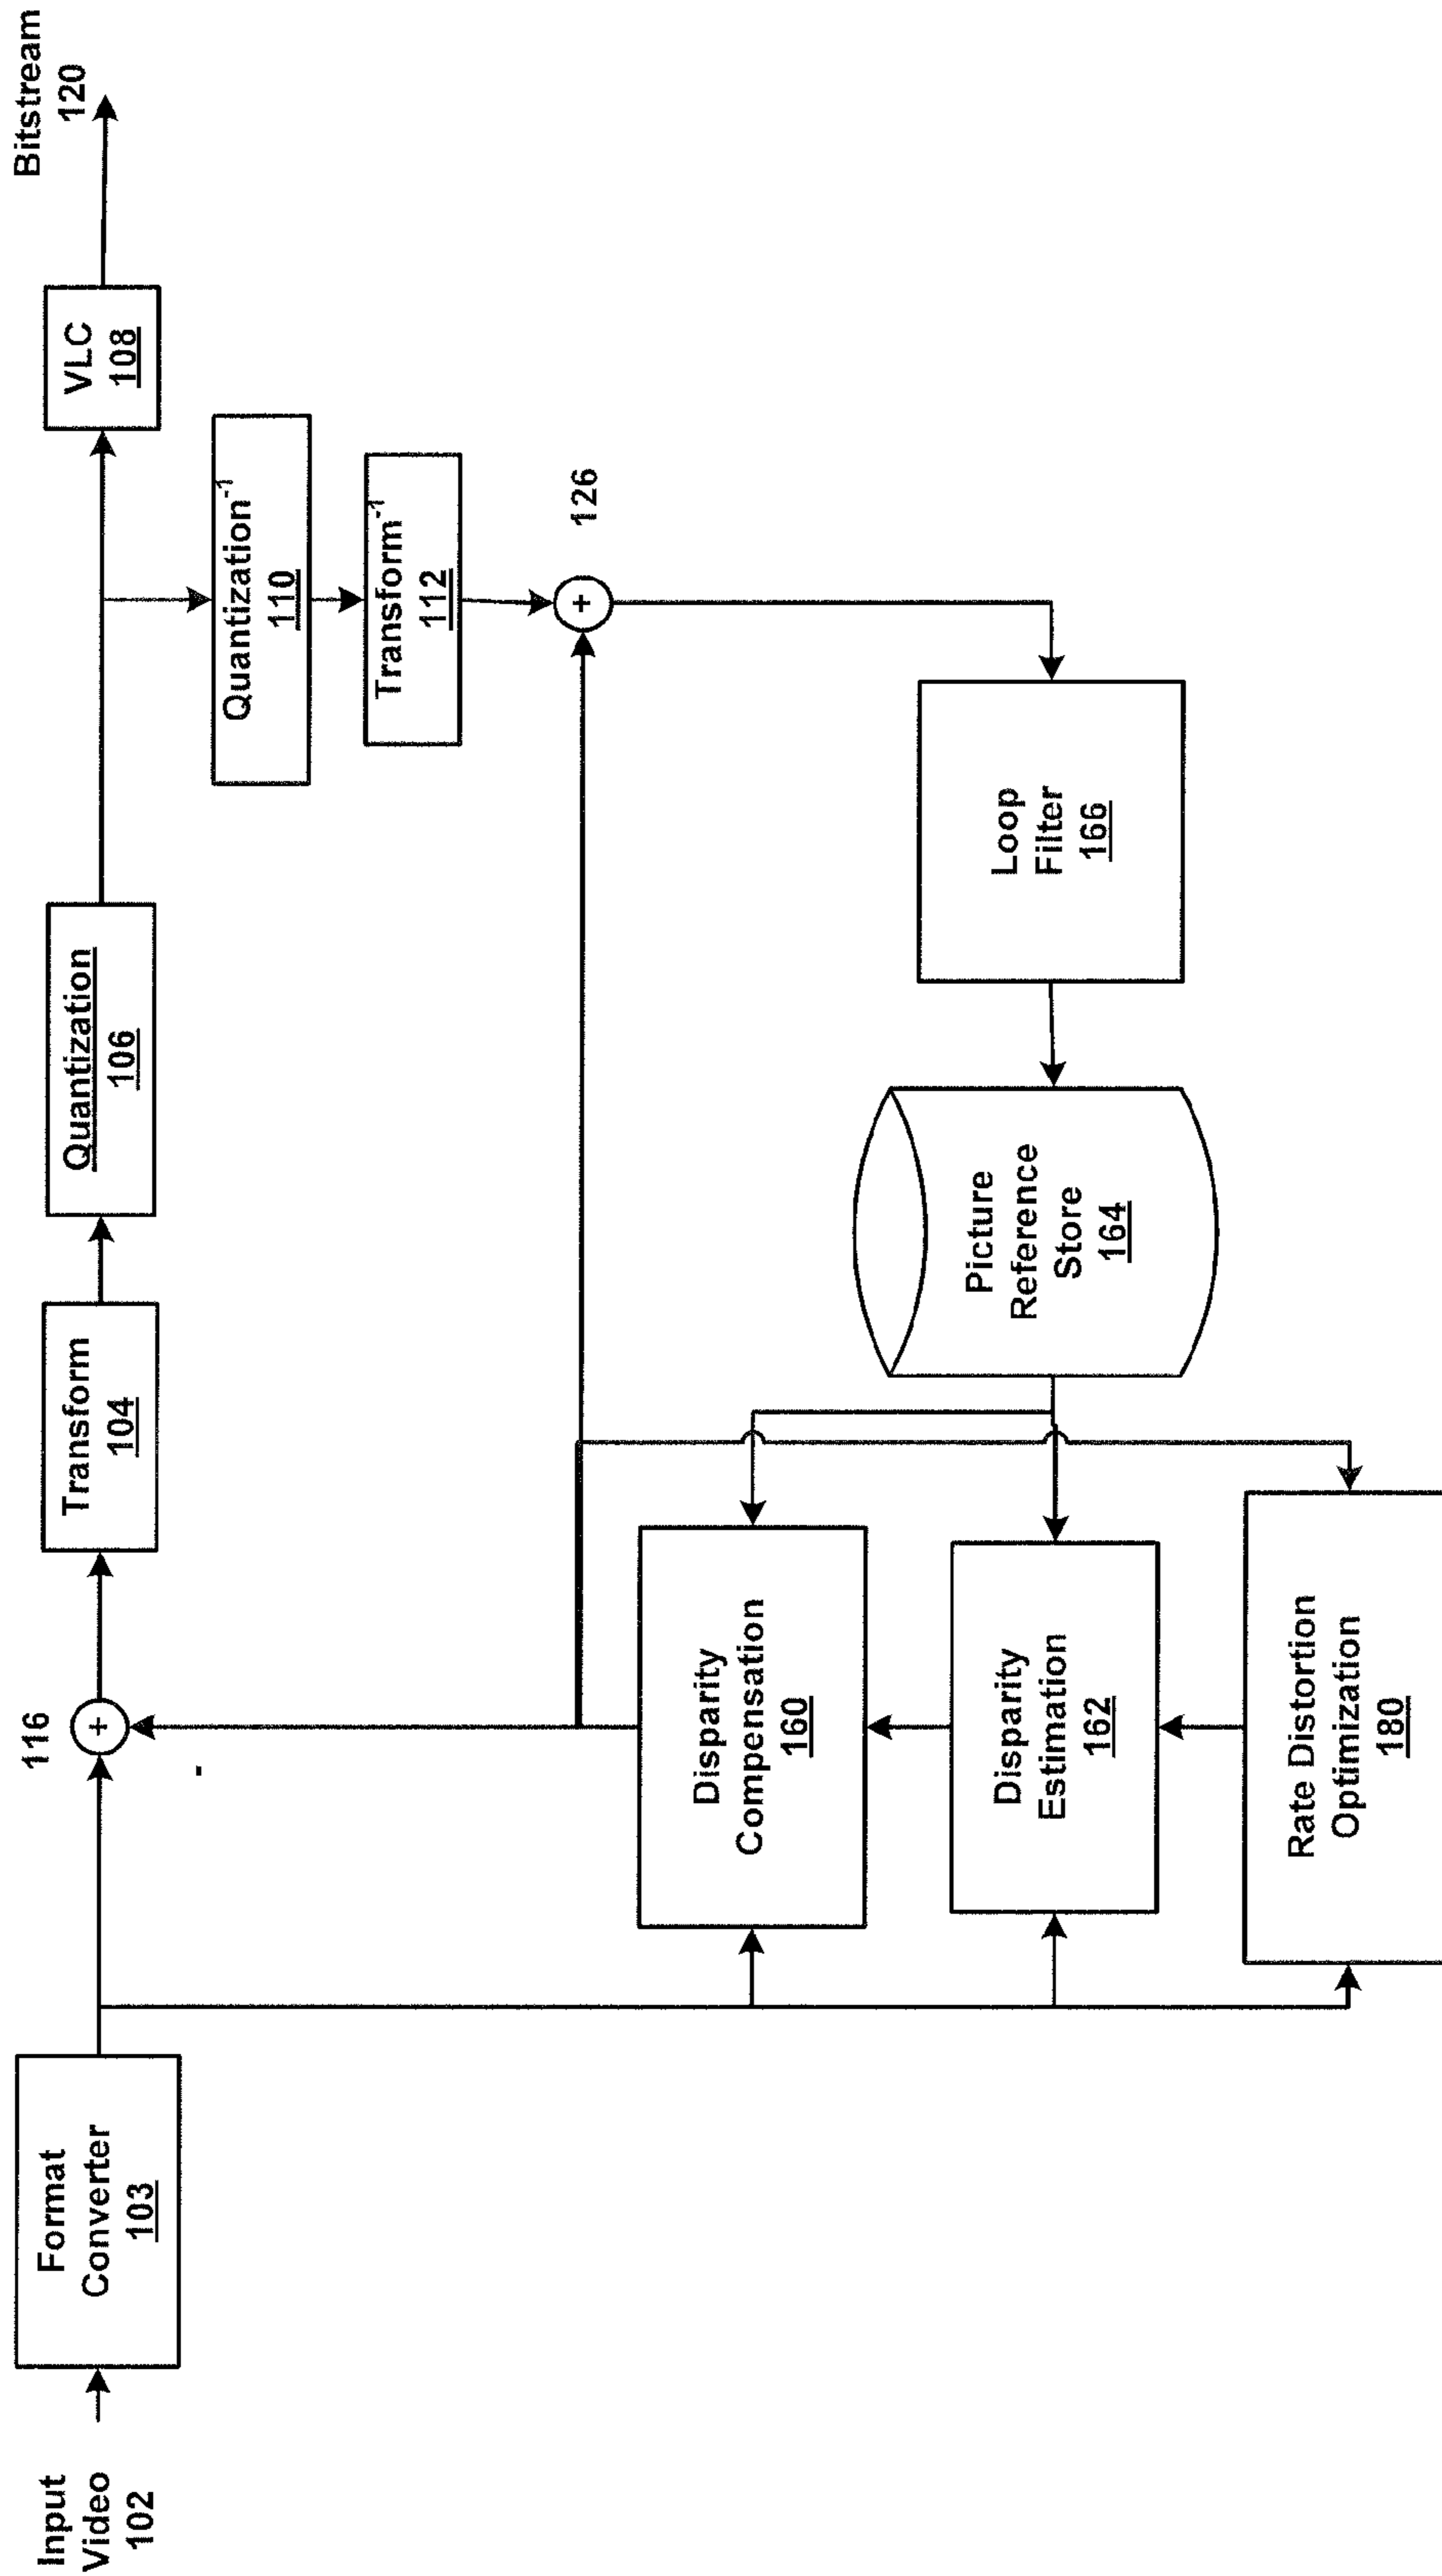 Input
Video
102
Format
Converter
103
116
+
-
Transform
104
Quantization
106
VLC
108
Bitstream
120
Quantization⁻¹
110
Transform⁻¹
112
126
+
Disparity
Compensation
160
Disparity
Estimation
162
Rate Distortion
Optimization
180
Picture
Reference
Store
164
Loop
Filter
166